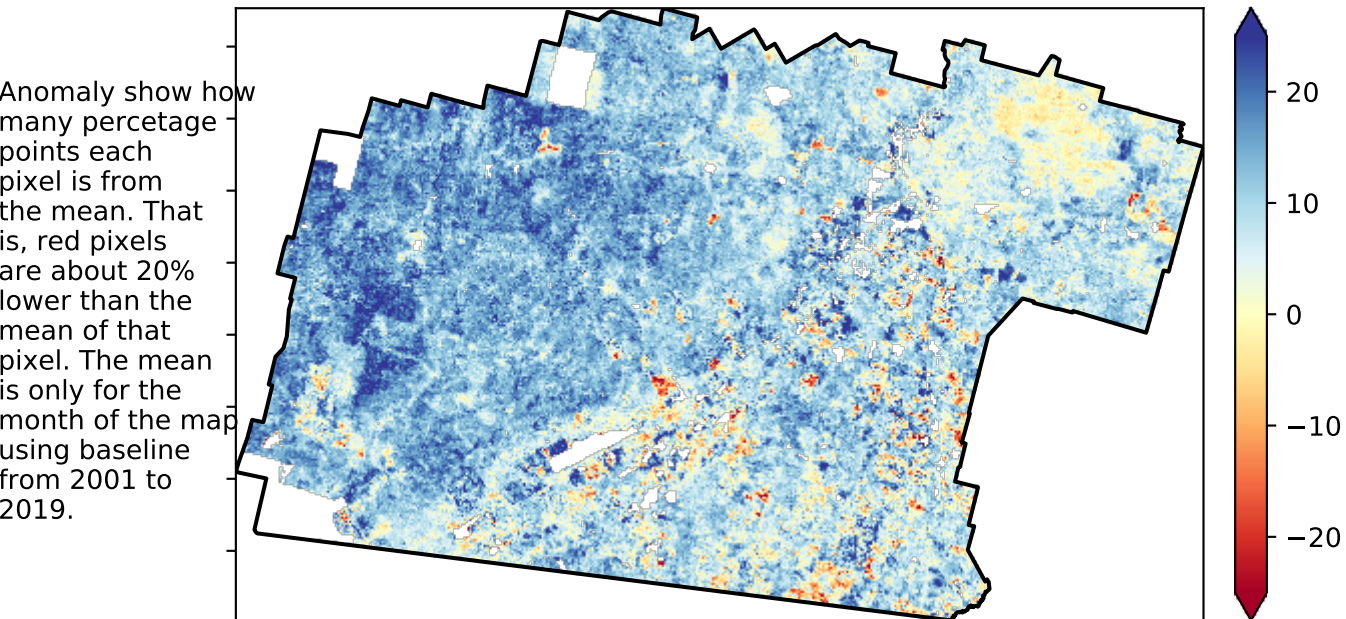 Anomaly show how
many percetage
points each
pixel is from
the mean. That
is, red pixels
are about 20%
lower than the
mean of that
pixel. The mean
is only for the
month of the map
using baseline
from 2001 to
2019.
20
10
0
−10
−20